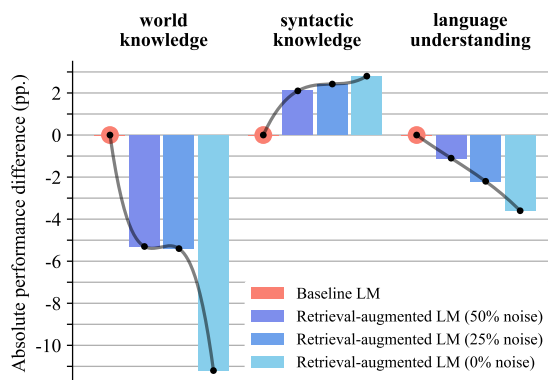 world
knowledge
syntactic
knowledge
language
understanding
Absolute performance difference (pp.)
2
0
-2
-4
-6
-8
-10
Baseline LM
Retrieval-augmented LM (50% noise)
Retrieval-augmented LM (25% noise)
Retrieval-augmented LM (0% noise)